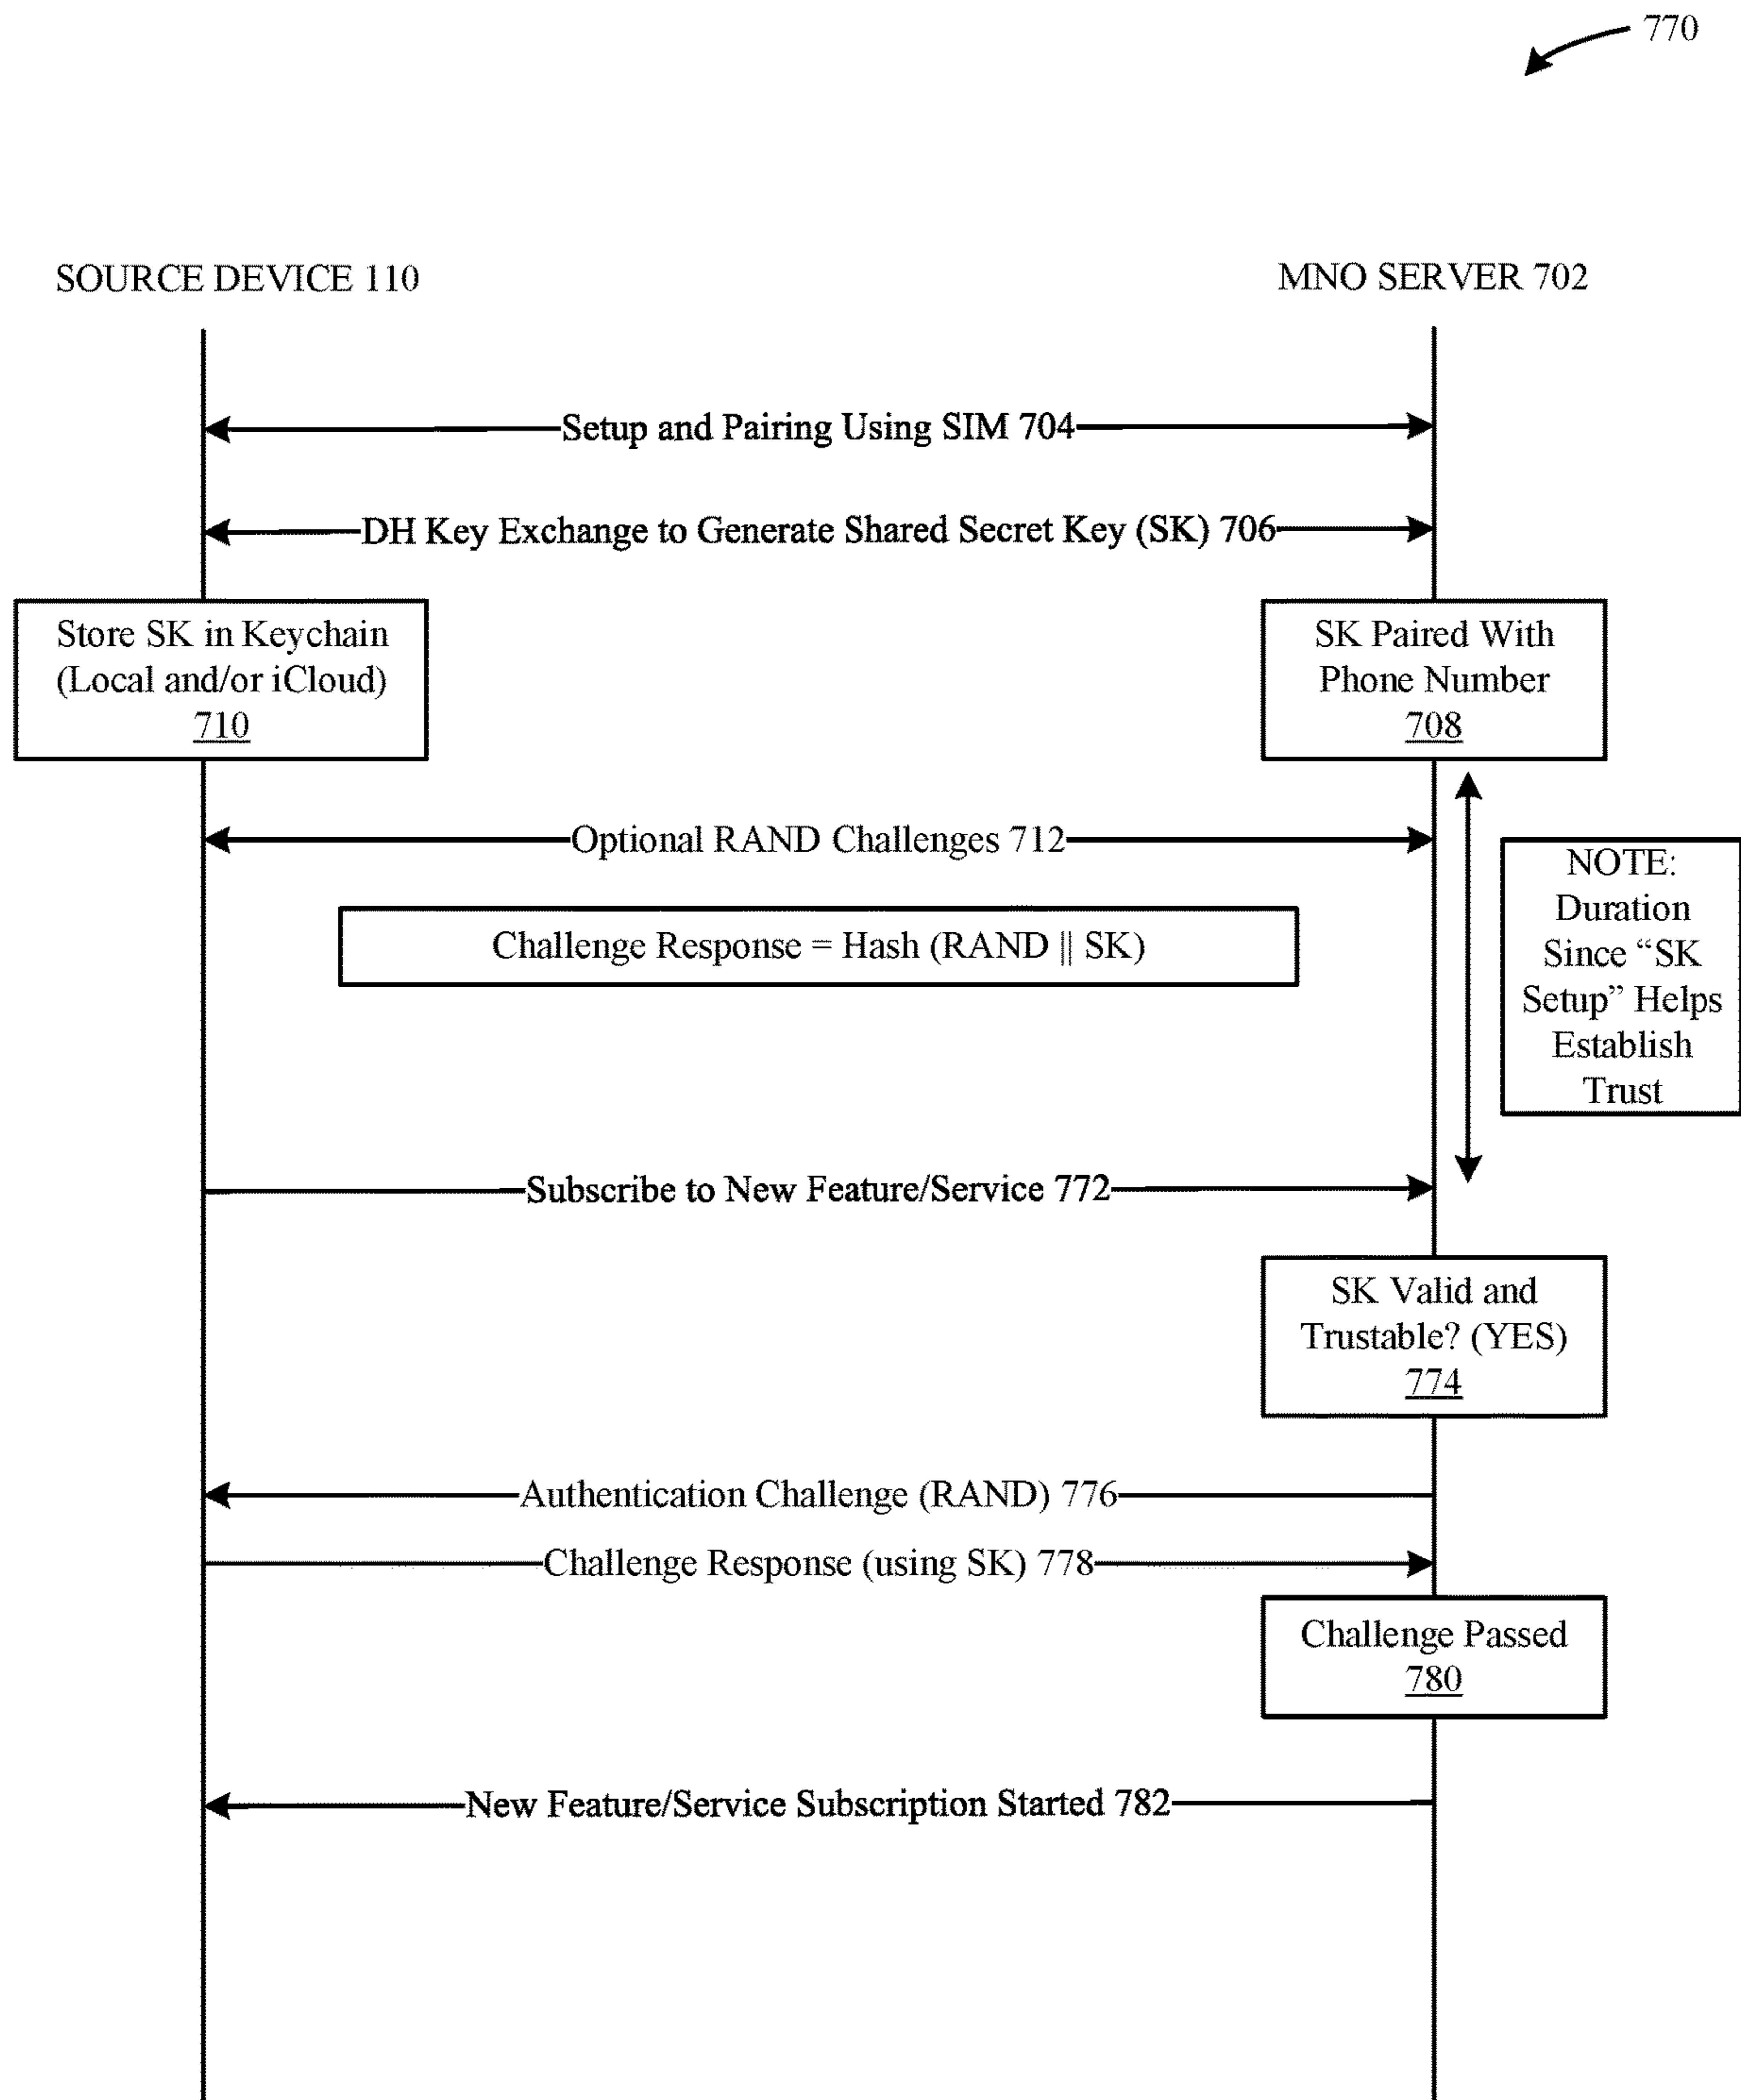 770
SOURCE DEVICE 110
MNO SERVER 702
Setup and Pairing Using SIM 704
DH Key Exchange to Generate Shared Secret Key (SK) 706
Store SK in Keychain
(Local and/or iCloud)
710
SK Paired With
Phone Number
708
Optional RAND Challenges 712
Challenge Response = Hash (RAND || SK)
NOTE:
Duration
Since “SK
Setup” Helps
Establish
Trust
Subscribe to New Feature/Service 772
SK Valid and
Trustable? (YES)
774
Authentication Challenge (RAND) 776
Challenge Response (using SK) 778
Challenge Passed
780
New Feature/Service Subscription Started 782